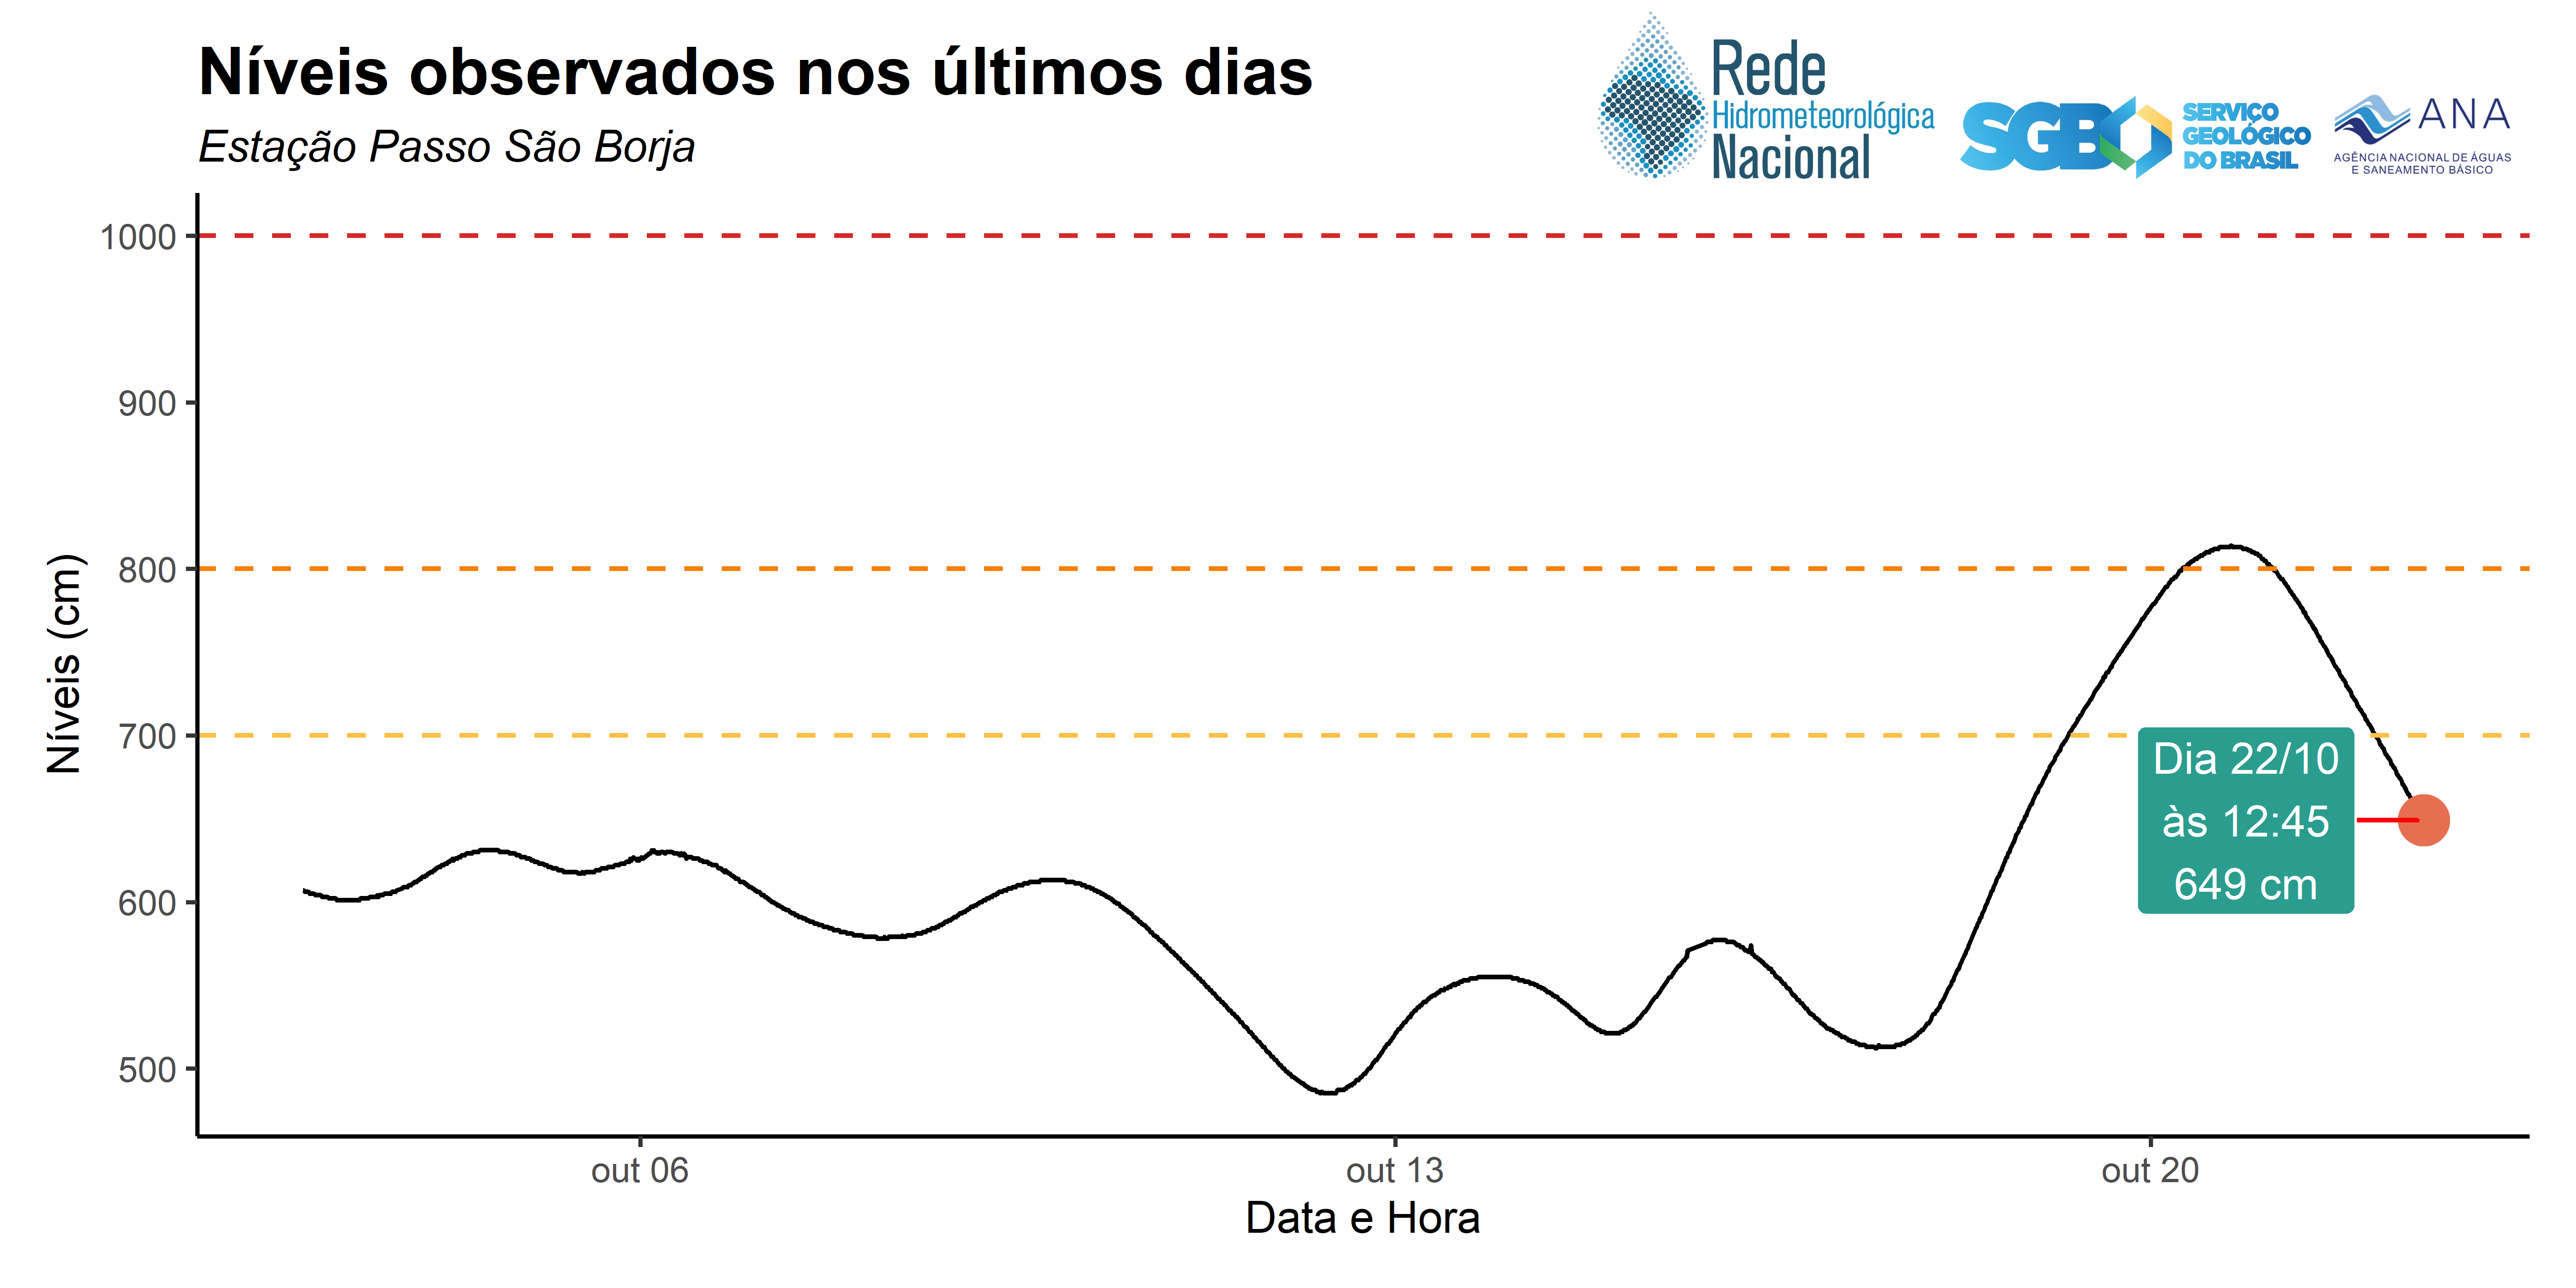 Níveis observados nos últimos dias
Estação Passo São Borja
Rede
Hidrometeorológica
Nacional
SGB
SERVIÇO
GEOLÓGICO
DO BRASIL
ANA
AGÊNCIA NACIONAL DE ÁGUAS
E SANEAMENTO BÁSICO
Níveis (cm)
1000
900
800
700
600
500
Dia 22/10
às 12:45
649 cm
out 06
out 13
out 20
Data e Hora